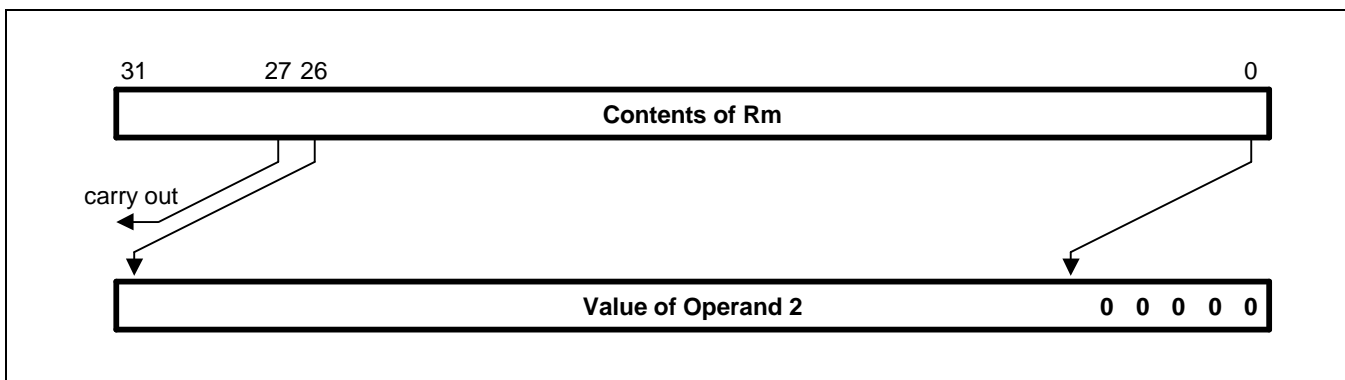 31 27 26 0
Contents of Rm
carry out
Value of Operand 2 0 0 0 0 0